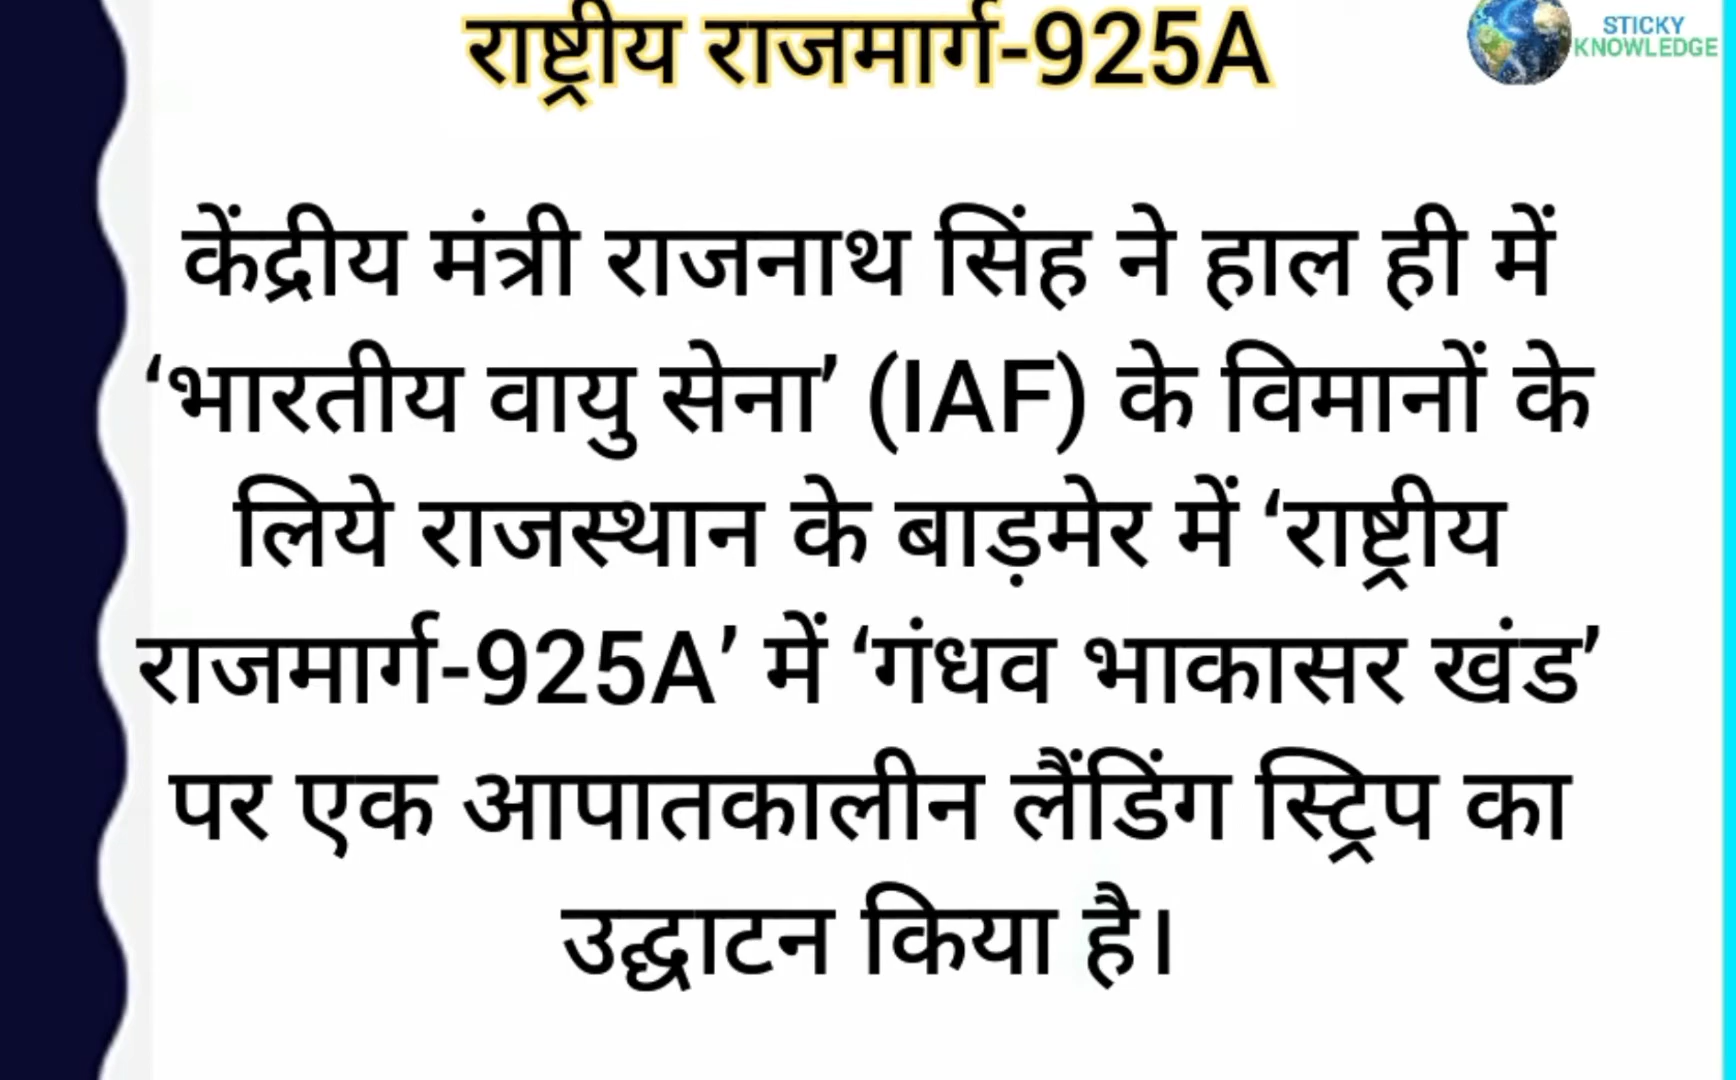 राष्ट्रीय राजमार्ग-925A
STICKY
KNOWLEDGE
केंद्रीय मंत्री राजनाथ सिंह ने हाल ही में
‘भारतीय वायु सेना’ (IAF) के विमानों के
लिये राजस्थान के बाड़मेर में ‘राष्ट्रीय
राजमार्ग-925A’ में ‘गंधव भाकासर खंड’
पर एक आपातकालीन लैंडिंग स्ट्रिप का
उद्घाटन किया है।